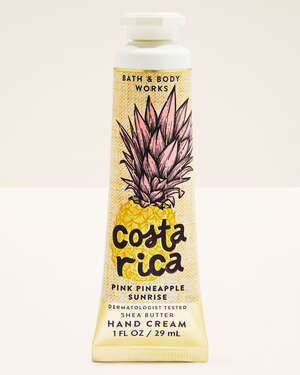 BATH & BODY
WORKS
costa
rica
PINK PINEAPPLE
SUNRISE
DERMATOLOGIST TESTED
SHEA BUTTER
HAND CREAM
1 FL OZ / 29 mL